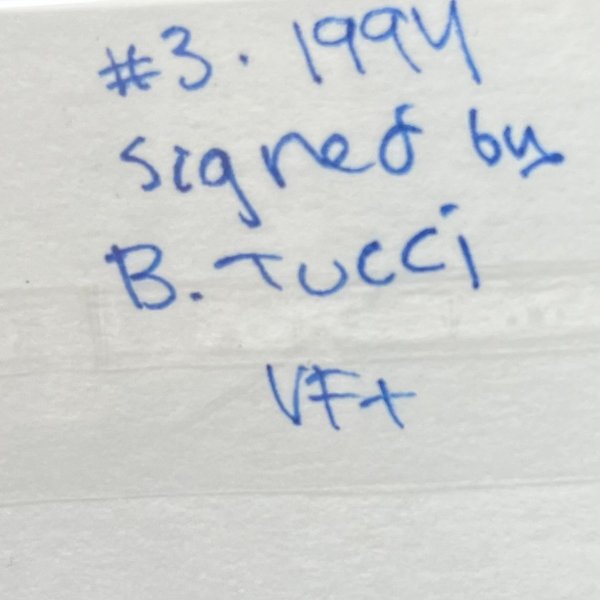 #3. 1994
signed by
B. TUCCi
VF+